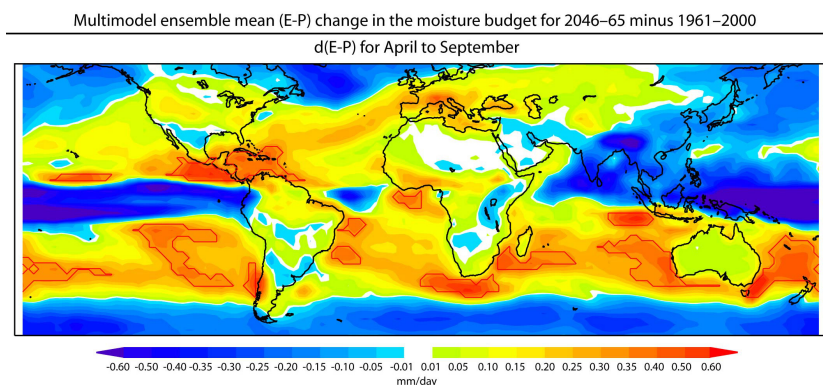 Multimodel ensemble mean (E-P) change in the moisture budget for 2046–65 minus 1961–2000
d(E-P) for April to September
-0.60 -0.50 -0.40 -0.35 -0.30 -0.25 -0.20 -0.15 -0.10 -0.05 -0.01 0.01 0.05 0.10 0.15 0.20 0.25 0.30 0.35 0.40 0.50 0.60
mm/day